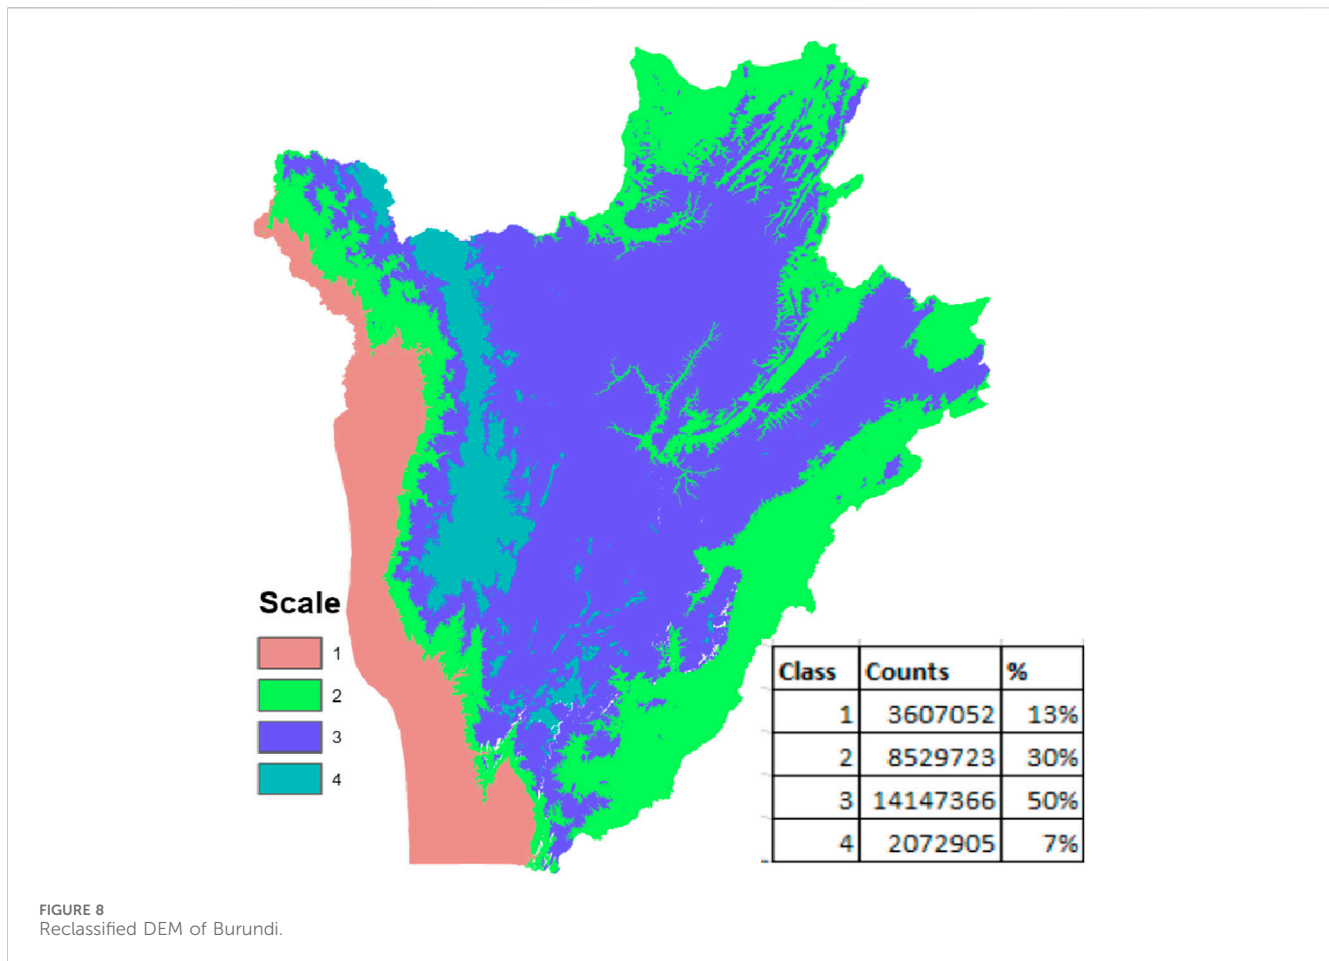 Scale
1
2
3
4
Class Counts %
1 3607052 13%
2 8529723 30%
3 14147366 50%
4 2072905 7%
FIGURE 8
Reclassified DEM of Burundi.